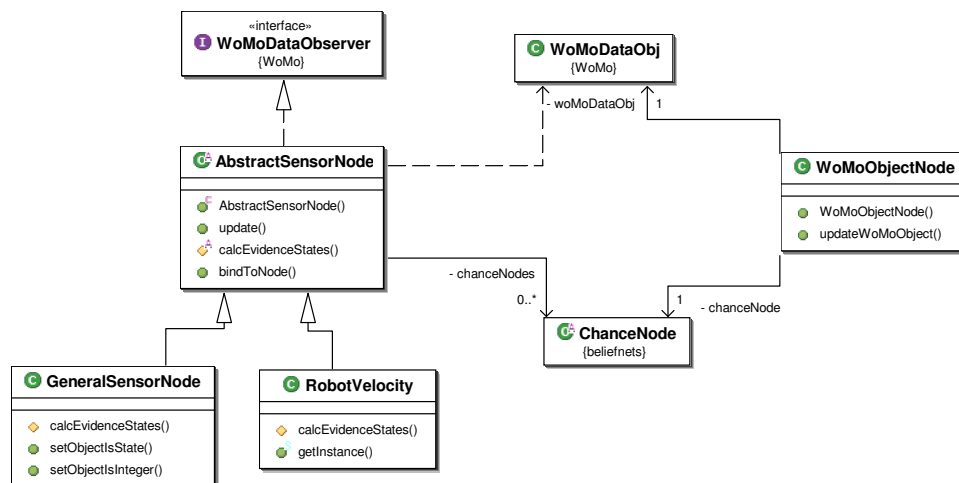 «interface»
I WoMoDataObserver
{WoMo}
C WoMoDataObj
{WoMo}
- woMoDataObj
1
C A AbstractSensorNode
C AbstractSensorNode()
update()
A calcEvidenceStates()
bindToNode()
C WoMoObjectNode
WoMoObjectNode()
updateWoMoObject()
- chanceNodes
0..*
1
- chanceNode
C A ChanceNode
{beliefnets}
C GeneralSensorNode
calcEvidenceStates()
setObjectIsState()
setObjectIsInteger()
C RobotVelocity
calcEvidenceStates()
S getInstance()